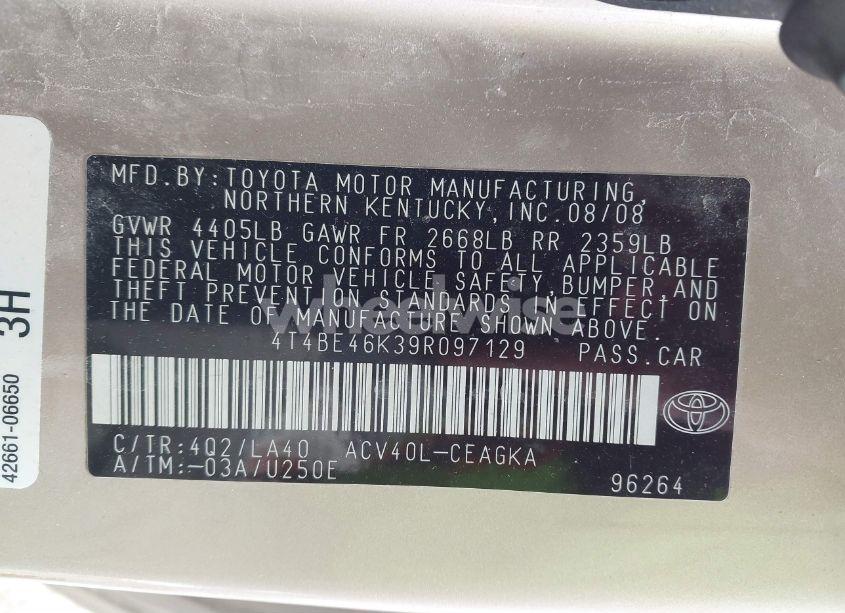 MFD. BY: TOYOTA MOTOR MANUFACTURING,
NORTHERN KENTUCKY, INC. 08/08
GVWR 4405LB GAWR FR 2668LB RR 2359LB
THIS VEHICLE CONFORMS TO ALL APPLICABLE
FEDERAL MOTOR VEHICLE SAFETY, BUMPER AND
THEFT PREVENTION STANDARDS IN EFFECT ON
THE DATE OF MANUFACTURE SHOWN ABOVE.
4T4BE46K39R097129 PASS.CAR
C/TR: 4Q2/LA40 ACV40L-CEAGKA
A/TM:-03A/U250E
96264
42661-06650
3H
wheelwise